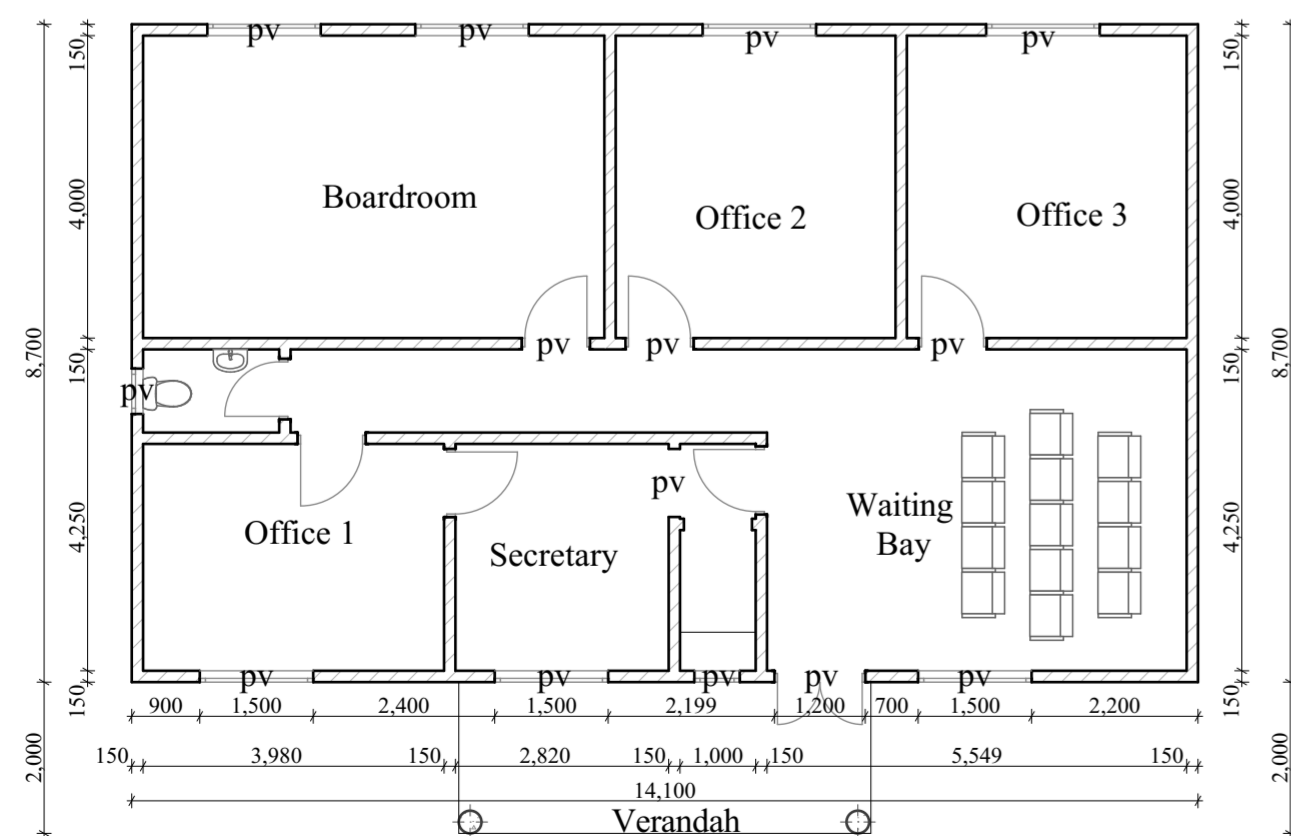 pv pv pv pv
150 150
Boardroom
Office 2
Office 3
4,000 4,000
8,700 8,700
pv pv pv
150 150
pv
pv
Waiting
Bay
Office 1
Secretary
4,250 4,250
pv pv pv pv pv
150 150
900 1,500 2,400 1,500 2,199 1,200 700 1,500 2,200
150 3,980 150 2,820 150 1,000 150 5,549 150
2,000 2,000
14,100
Verandah